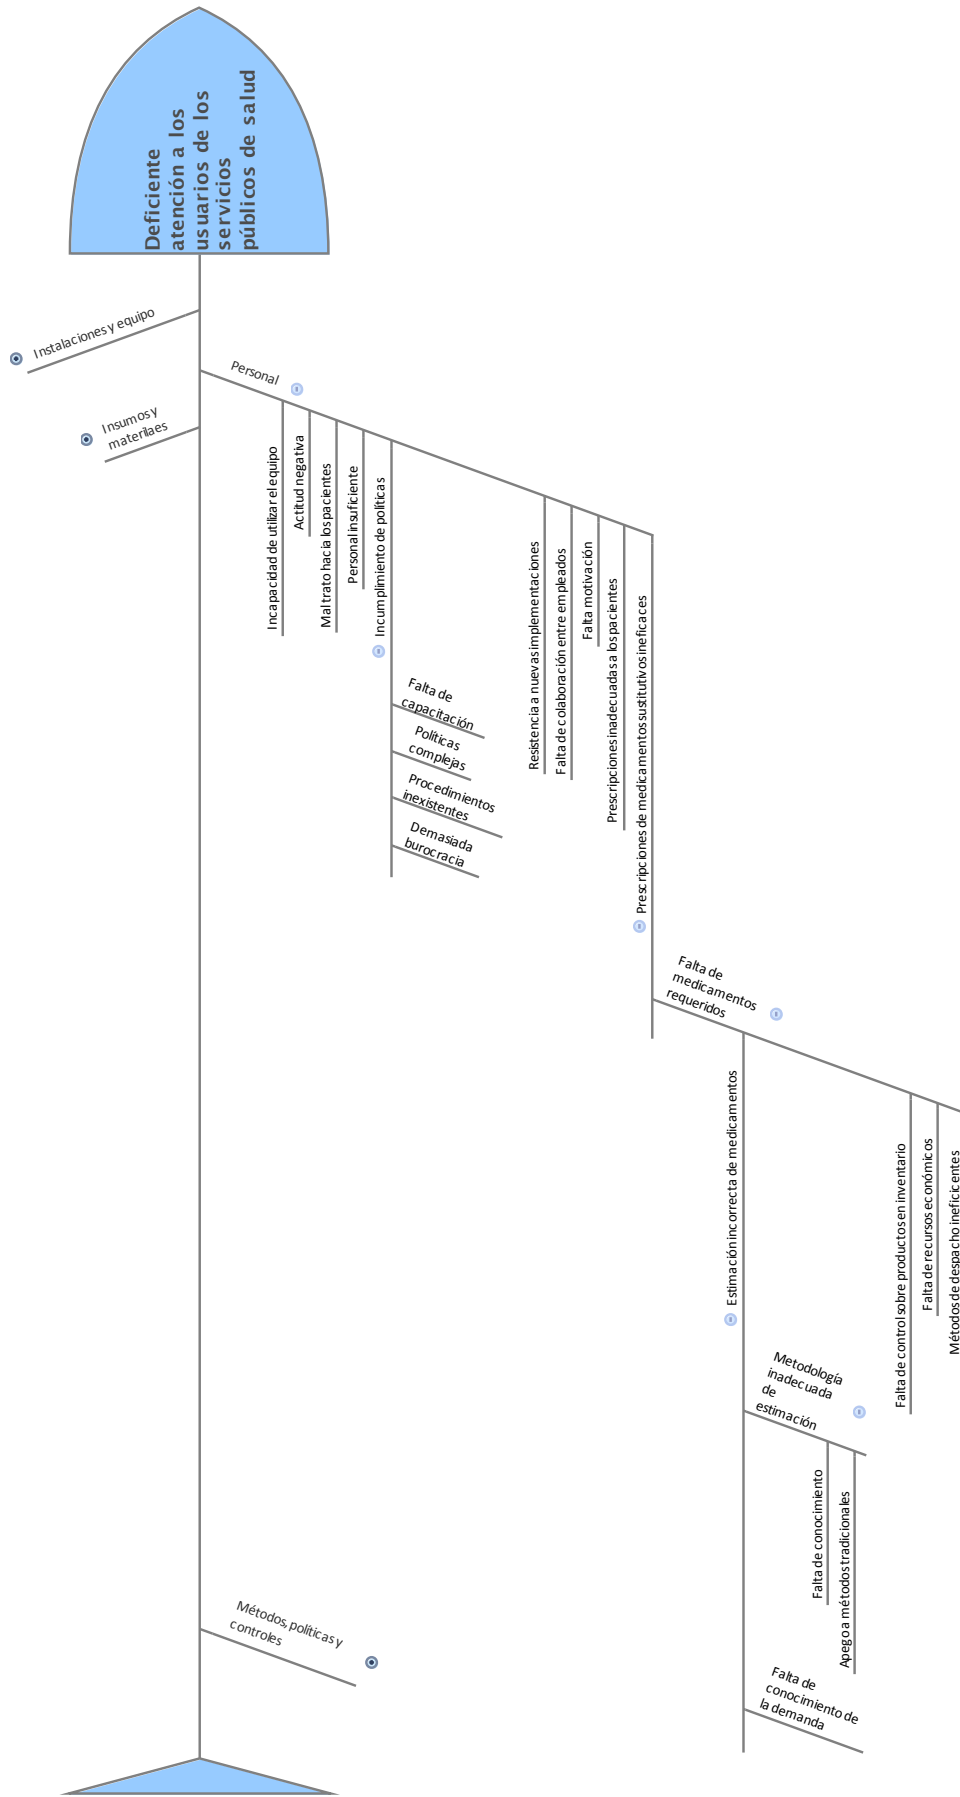 Deficiente
atención a los
usuarios de los
servicios
públicos de salud
Instalaciones y equipo
Insumos y
materilaes
Personal
Incapacidad de utilizar el equipo
Actitud negativa
Mal trato hacia los pacientes
Personal insuficiente
Incumplimiento de políticas
Falta de
capacitación
Políticas
complejas
Procedimientos
inexistentes
Demasiada
burocracia
Resistencia a nuevas implementaciones
Falta de colaboración entre empleados
Falta motivación
Prescripciones inadecuadas a los pacientes
Prescripciones de medicamentos sustitutivos ineficaces
Falta de
medicamentos
requeridos
Estimación incorrecta de medicamentos
Metodología
inadecuada
de
estimación
Falta de conocimiento
Apego a métodos tradicionales
Falta de
conocimiento de
la demanda
Falta de control sobre productos en inventario
Falta de recursos económicos
Métodos de despacho ineficicentes
Métodos, políticas y
controles